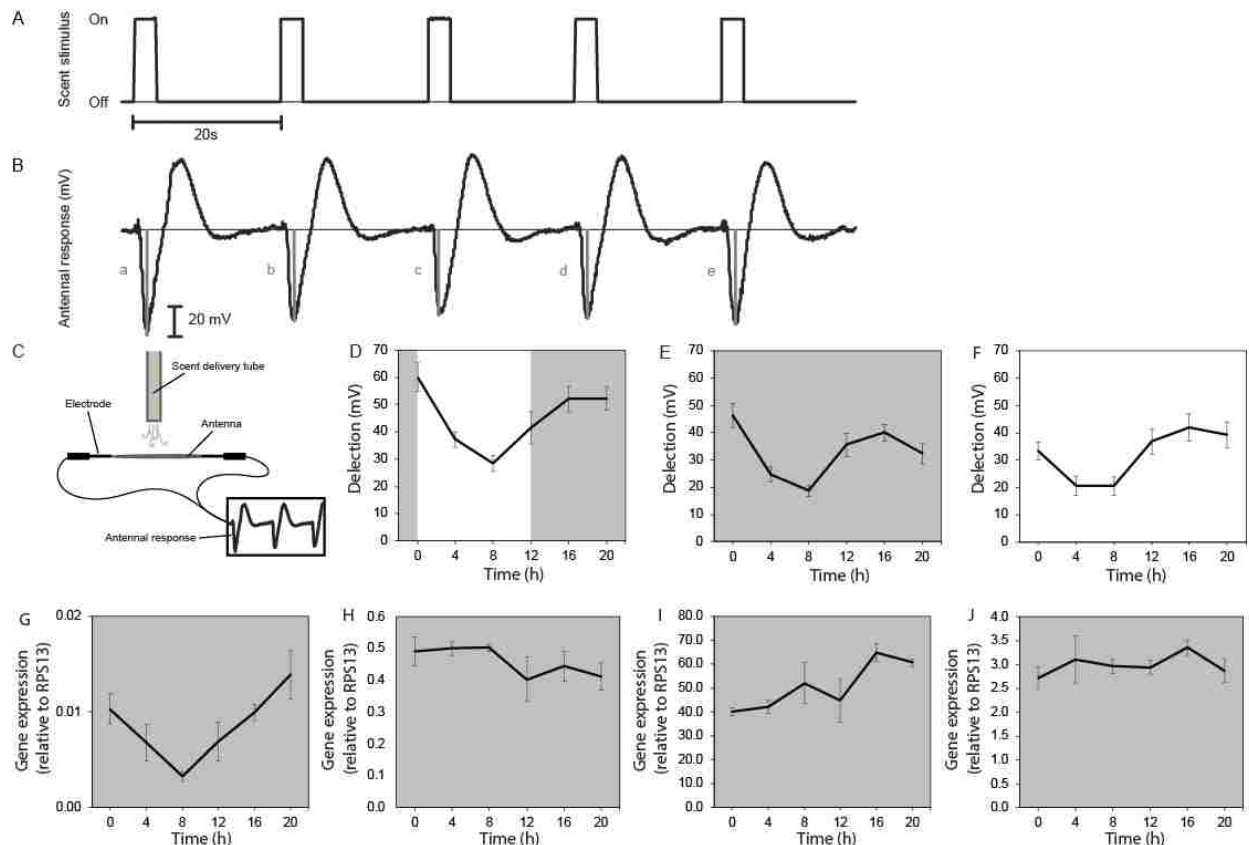 A
On
Scent stimulus
Off
20s
B
Antennal response (mV)
a
b
c
d
e
20 mV
C
Scent delivery tube
Electrode
Antenna
Antennal response
D
70
60
50
40
30
20
10
0
Delection (mV)
0 4 8 12 16 20
Time (h)
E
70
60
50
40
30
20
10
0
Delection (mV)
0 4 8 12 16 20
Time (h)
F
70
60
50
40
30
20
10
0
Delection (mV)
0 4 8 12 16 20
Time (h)
G
0.02
0.01
0.00
Gene expression
(relative to RPS13)
0 4 8 12 16 20
Time (h)
H
0.6
0.5
0.4
0.3
0.2
0.1
0.0
Gene expression
(relative to RPS13)
0 4 8 12 16 20
Time (h)
I
80.0
70.0
60.0
50.0
40.0
30.0
20.0
10.0
0.0
Gene expression
(relative to RPS13)
0 4 8 12 16 20
Time (h)
J
4.0
3.5
3.0
2.5
2.0
1.5
1.0
0.5
0.0
Gene expression
(relative to RPS13)
0 4 8 12 16 20
Time (h)